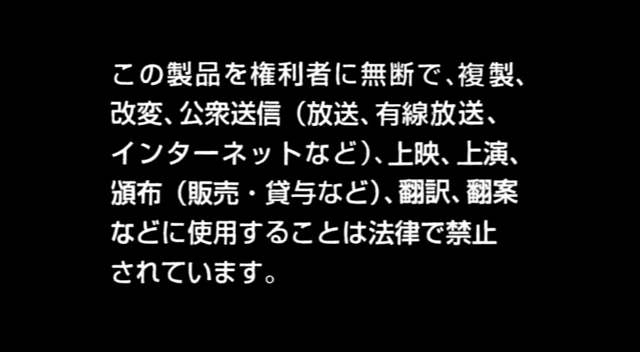 この製品を権利者に無断で、複製、
改変、公衆送信（放送、有線放送、
インターネットなど）、上映、上演、
頒布（販売・貸与など）、翻訳、翻案
などに使用することは法律で禁止
されています。